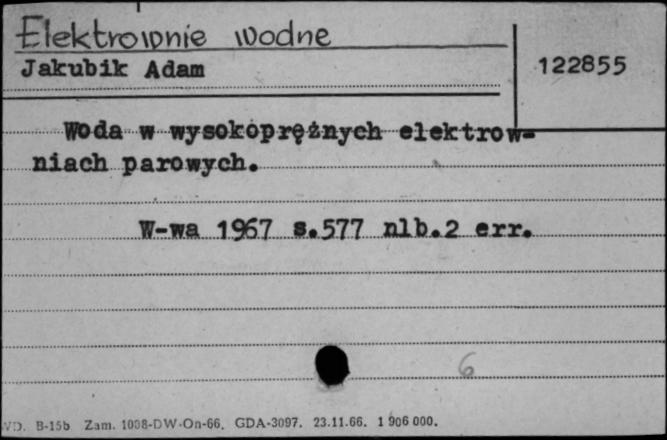 Elektrownie wodne
Jakubik Adam
122855
Woda w wysokoprężnych elektrow-
niach parowych.
W-wa 1967 s.577 nlb.2 err.
6
B-15b Zam. 1008-DW-On-66. GDA-3097. 23.11.66. 1 906 000.